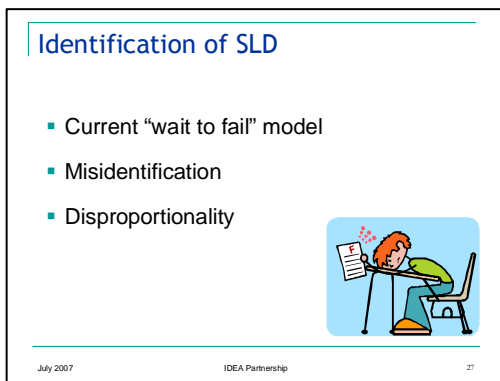 Identification of SLD
▪ Current “wait to fail” model
▪ Misidentification
▪ Disproportionality
F
July 2007 IDEA Partnership 27